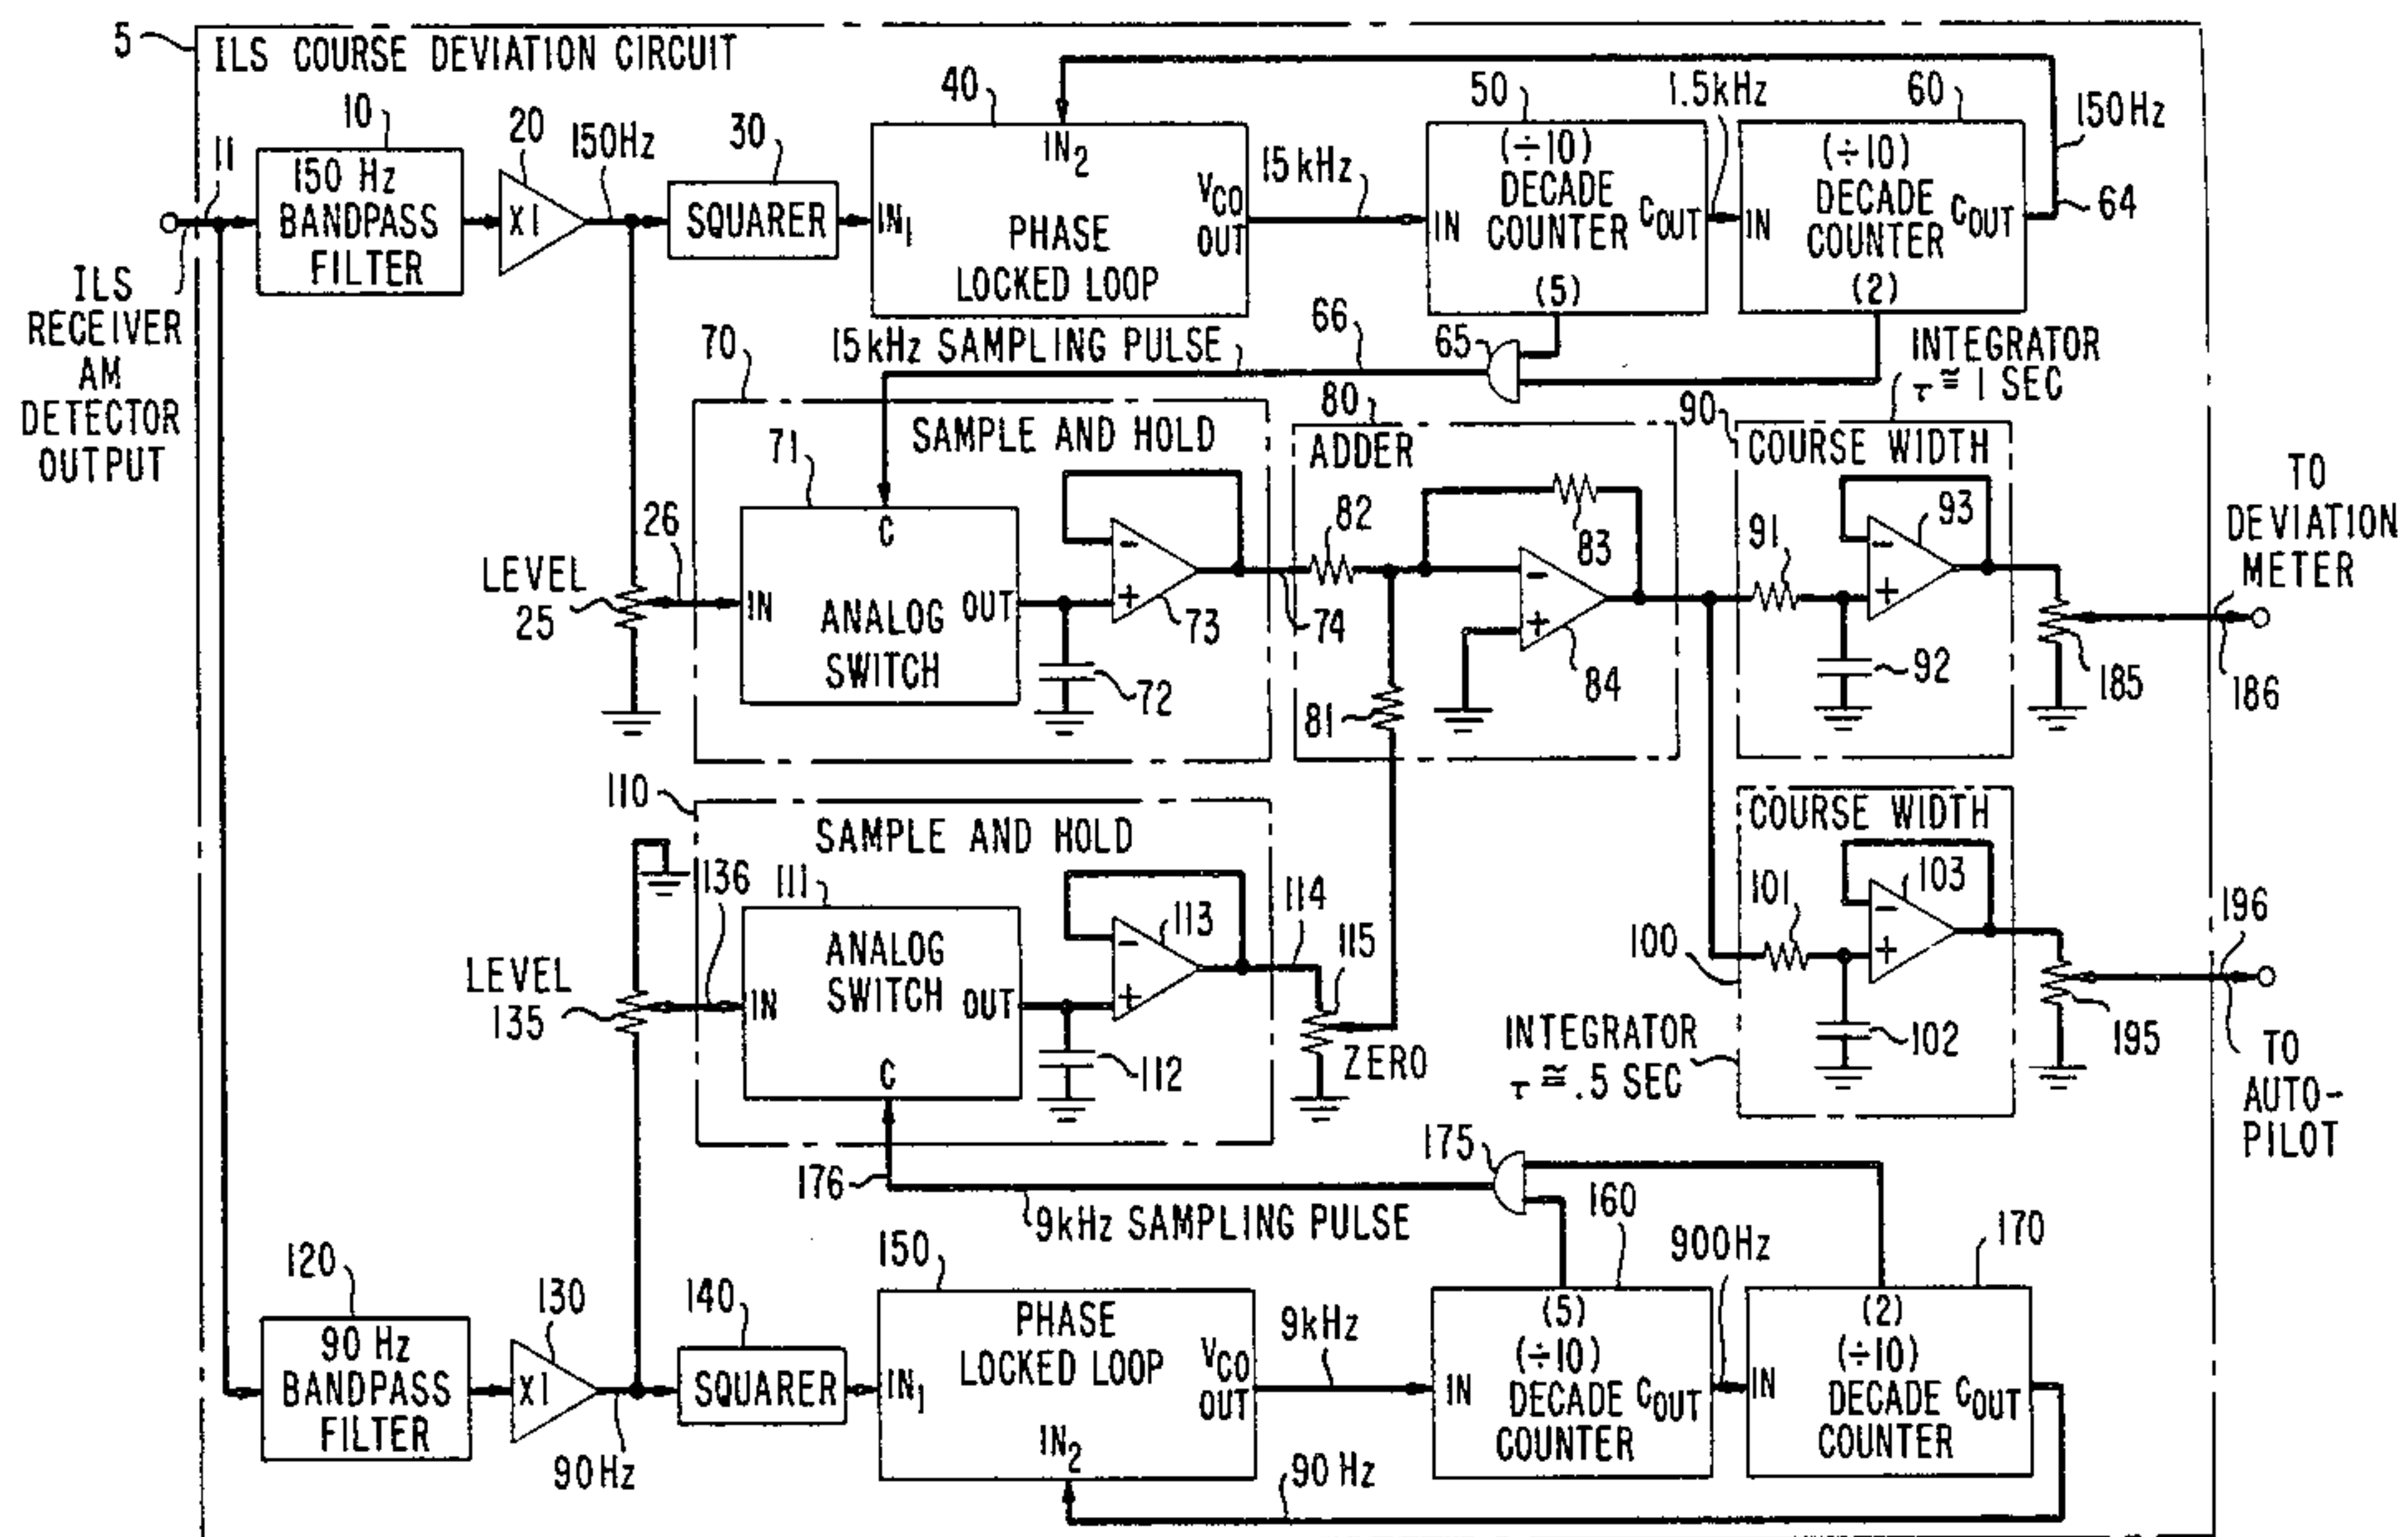 5
ILS COURSE DEVIATION CIRCUIT
11
10
150 Hz
BANDPASS
FILTER
20
X1
150Hz
30
SQUARER
40
IN2
IN1
PHASE
LOCKED LOOP
VCO
OUT
15 kHz
50
(÷10)
DECADE
COUNTER
IN
COUT
(5)
1.5kHz
60
(÷10)
DECADE
COUNTER
IN
COUT
(2)
150Hz
64
ILS
RECEIVER
AM
DETECTOR
OUTPUT
15kHz SAMPLING PULSE
66
65
INTEGRATOR
τ ≅ 1 SEC
70
SAMPLE AND HOLD
71
C
IN
OUT
ANALOG
SWITCH
72
73
74
LEVEL
25
26
80
ADDER
82
83
84
81
90
COURSE WIDTH
91
92
93
185
186
TO
DEVIATION
METER
110
SAMPLE AND HOLD
136
111
ANALOG
SWITCH
IN
OUT
C
112
113
114
115
ZERO
LEVEL
135
COURSE WIDTH
100
101
102
103
195
196
INTEGRATOR
τ ≅ .5 SEC
TO
AUTO-
PILOT
176
9kHz SAMPLING PULSE
175
120
90 Hz
BANDPASS
FILTER
130
X1
90Hz
140
SQUARER
150
PHASE
LOCKED LOOP
IN1
IN2
VCO
OUT
9kHz
160
(5)
(÷10)
DECADE
COUNTER
IN
COUT
900Hz
170
(2)
(÷10)
DECADE
COUNTER
IN
COUT
90 Hz